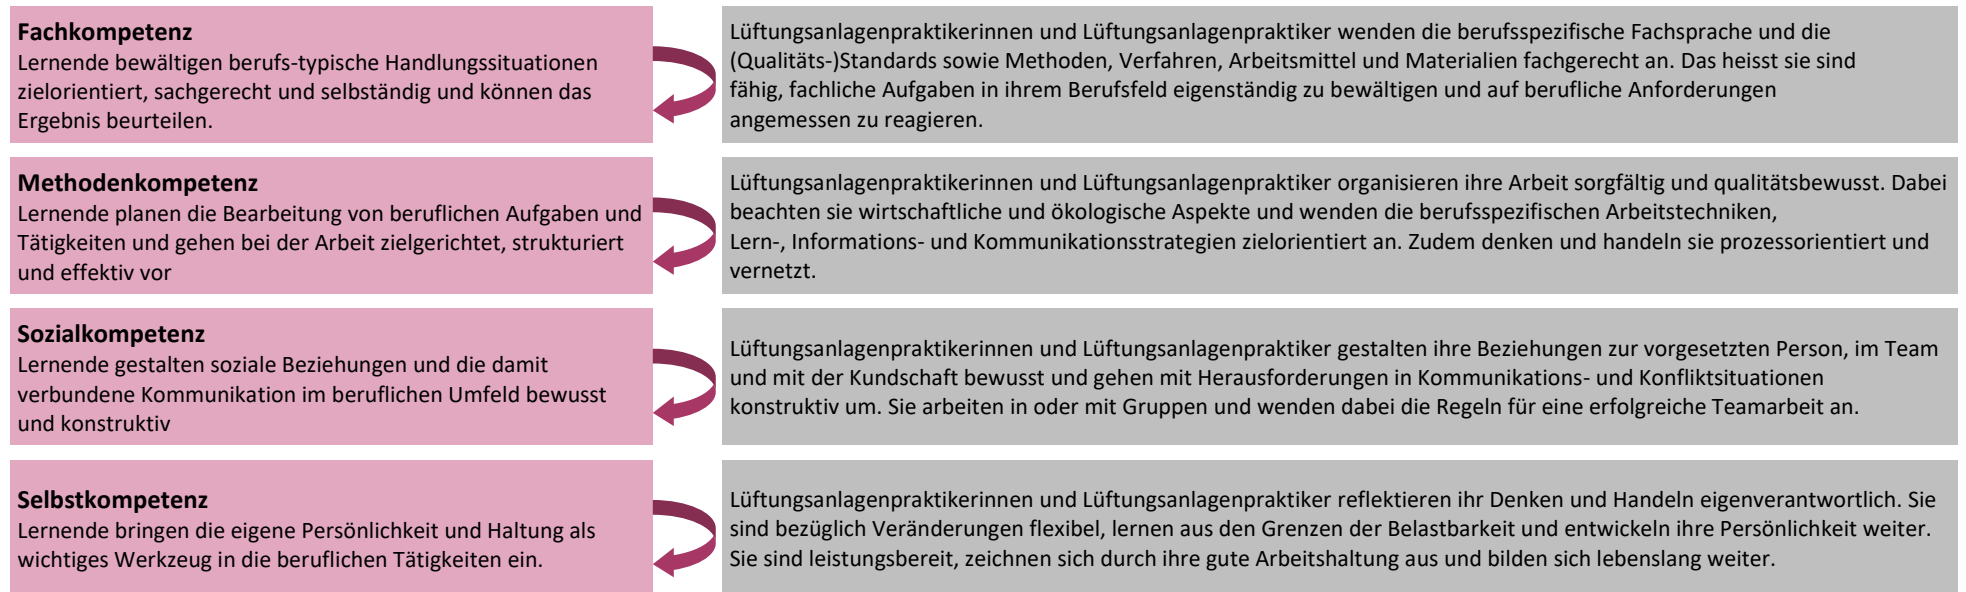 Fachkompetenz
Lernende bewältigen berufs-typische Handlungssituationen
zielorientiert, sachgerecht und selbständig und können das
Ergebnis beurteilen.
Lüftungsanlagenpraktikerinnen und Lüftungsanlagenpraktiker wenden die berufsspezifische Fachsprache und die
(Qualitäts-)Standards sowie Methoden, Verfahren, Arbeitsmittel und Materialien fachgerecht an. Das heisst sie sind
fähig, fachliche Aufgaben in ihrem Berufsfeld eigenständig zu bewältigen und auf berufliche Anforderungen
angemessen zu reagieren.
Methodenkompetenz
Lernende planen die Bearbeitung von beruflichen Aufgaben und
Tätigkeiten und gehen bei der Arbeit zielgerichtet, strukturiert
und effektiv vor
Lüftungsanlagenpraktikerinnen und Lüftungsanlagenpraktiker organisieren ihre Arbeit sorgfältig und qualitätsbewusst. Dabei
beachten sie wirtschaftliche und ökologische Aspekte und wenden die berufsspezifischen Arbeitstechniken,
Lern-, Informations- und Kommunikationsstrategien zielorientiert an. Zudem denken und handeln sie prozessorientiert und
vernetzt.
Sozialkompetenz
Lernende gestalten soziale Beziehungen und die damit
verbundene Kommunikation im beruflichen Umfeld bewusst
und konstruktiv
Lüftungsanlagenpraktikerinnen und Lüftungsanlagenpraktiker gestalten ihre Beziehungen zur vorgesetzten Person, im Team
und mit der Kundschaft bewusst und gehen mit Herausforderungen in Kommunikations- und Konfliktsituationen
konstruktiv um. Sie arbeiten in oder mit Gruppen und wenden dabei die Regeln für eine erfolgreiche Teamarbeit an.
Selbstkompetenz
Lernende bringen die eigene Persönlichkeit und Haltung als
wichtiges Werkzeug in die beruflichen Tätigkeiten ein.
Lüftungsanlagenpraktikerinnen und Lüftungsanlagenpraktiker reflektieren ihr Denken und Handeln eigenverantwortlich. Sie
sind bezüglich Veränderungen flexibel, lernen aus den Grenzen der Belastbarkeit und entwickeln ihre Persönlichkeit weiter.
Sie sind leistungsbereit, zeichnen sich durch ihre gute Arbeitshaltung aus und bilden sich lebenslang weiter.